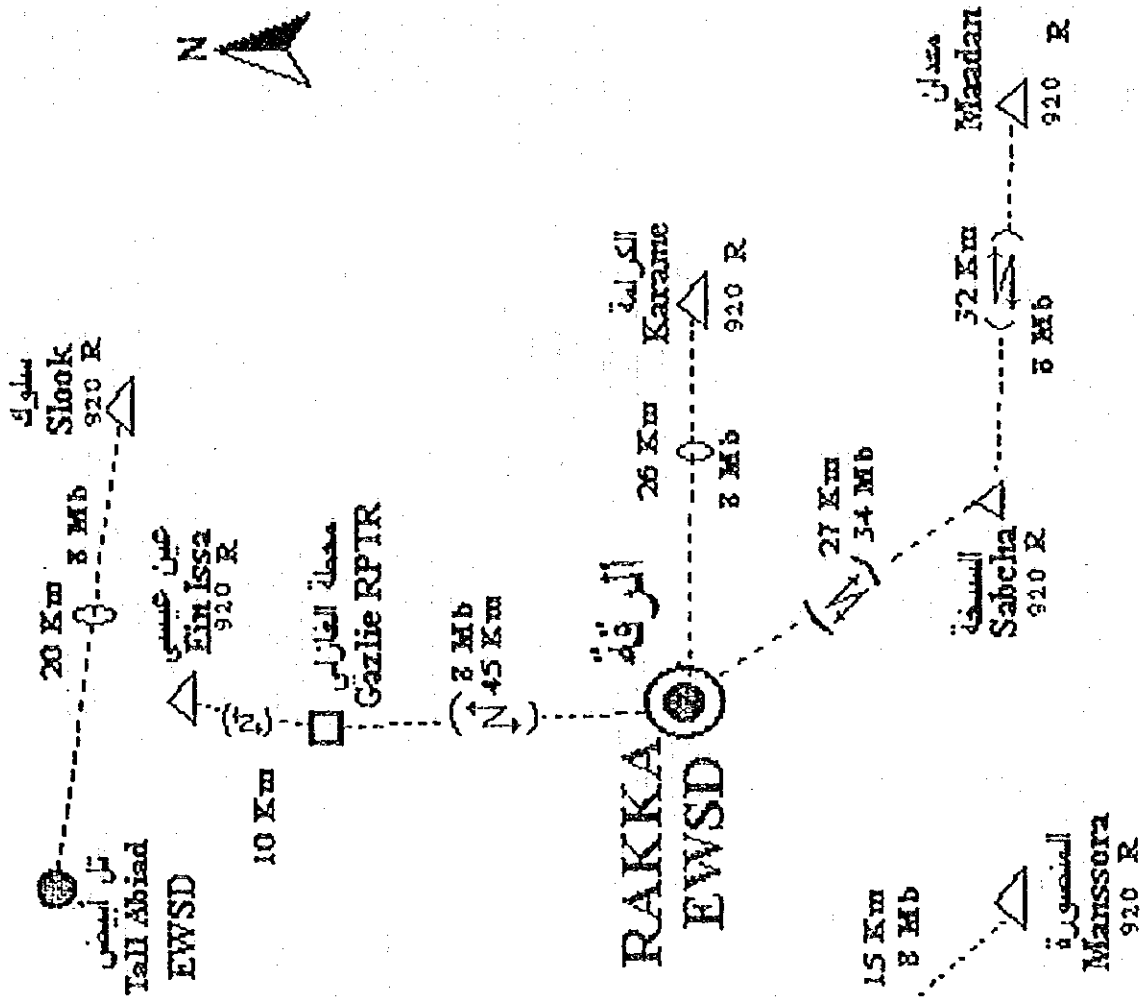 N
سلوك
Slook
920 R
20 Km
8 Mb
تل أبيض
Tall Abiad
EWSD
عين عيسى
Ein Issa
920 R
10 Km
محطة الغازلي
Gazlie RPTR
8 Mb
45 Km
الرقة
RAKKA
EWSD
26 Km
8 Mb
الكرامة
Karame
920 R
27 Km
34 Mb
السبخة
Sabcha
920 R
32 Km
8 Mb
معدان
Maadan
920 R
15 Km
8 Mb
المنصورة
Manssora
920 R